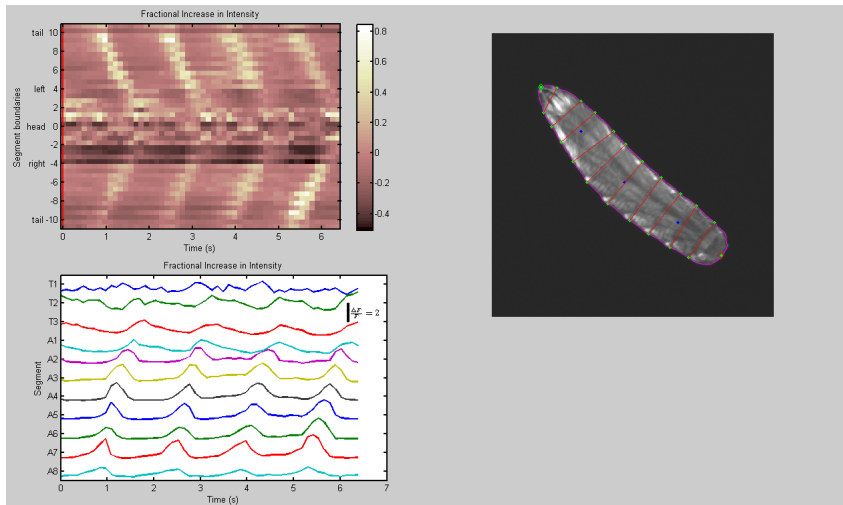 Fractional Increase in Intensity
tail 10
8
6
left 4
2
head 0
-2
right -4
-6
-8
tail -10
Segment boundaries
0 1 2 3 4 5 6
Time (s)
0.8
0.6
0.4
0.2
0
-0.2
-0.4
Fractional Increase in Intensity
T1
T2
T3
A1
A2
A3
A4
A5
A6
A7
A8
Segment
ΔF/F = 2
0 1 2 3 4 5 6 7
Time (s)